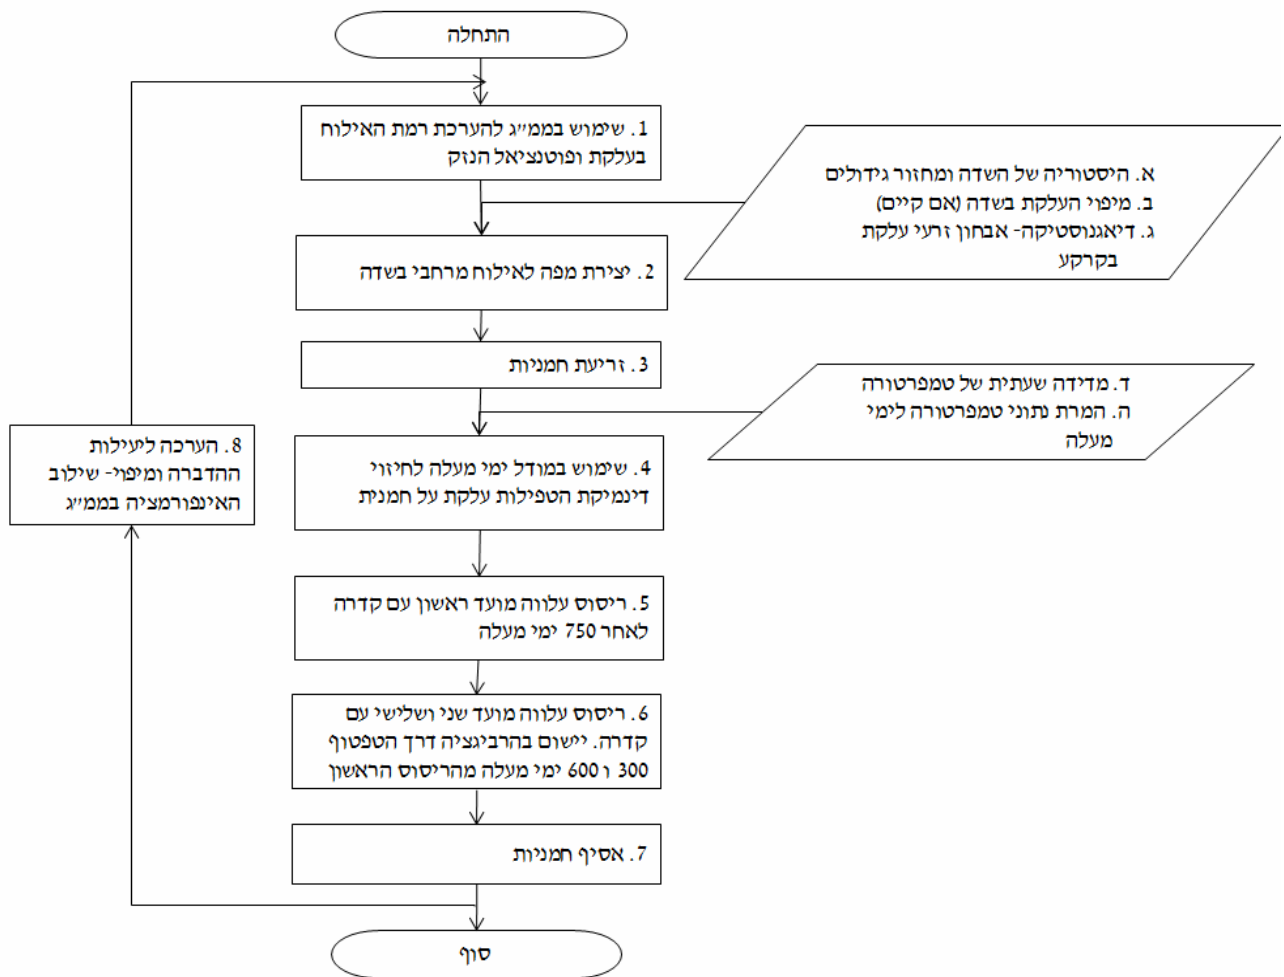 התחלה
1. שימוש בממ״ג להערכת רמת האילוח
בעלקת ופוטנציאל הנזק
א. היסטוריה של השדה ומחזור גידולים
ב. מיפוי העלקת בשדה (אם קיים)
ג. דיאגנוסטיקה- אבחון זרעי עלקת
בקרקע
2. יצירת מפה לאילוח מרחבי בשדה
3. זריעת חמניות
ד. מדידה שעתית של טמפרטורה
ה. המרת נתוני טמפרטורה לימי
מעלה
4. שימוש במודל ימי מעלה לחיזוי
דינמיקת הטפילות עלקת על חמנית
5. ריסוס עלווה מועד ראשון עם קדרה
לאחר 750 ימי מעלה
6. ריסוס עלווה מועד שני ושלישי עם
קדרה. יישום בהרביגציה דרך הטפטוף
300 ו 600 ימי מעלה מהריסוס הראשון
7. אסיף חמניות
8. הערכה ליעילות
ההדברה ומיפוי- שילוב
האינפורמציה בממ״ג
סוף